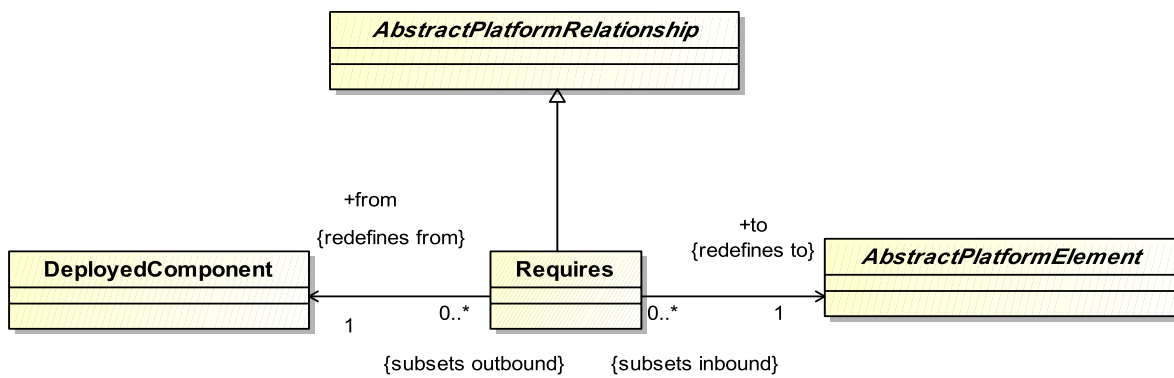 AbstractPlatformRelationship
+from
{redefines from}
+to
{redefines to}
DeployedComponent
Requires
AbstractPlatformElement
1
0..*
0..*
1
{subsets outbound}
{subsets inbound}